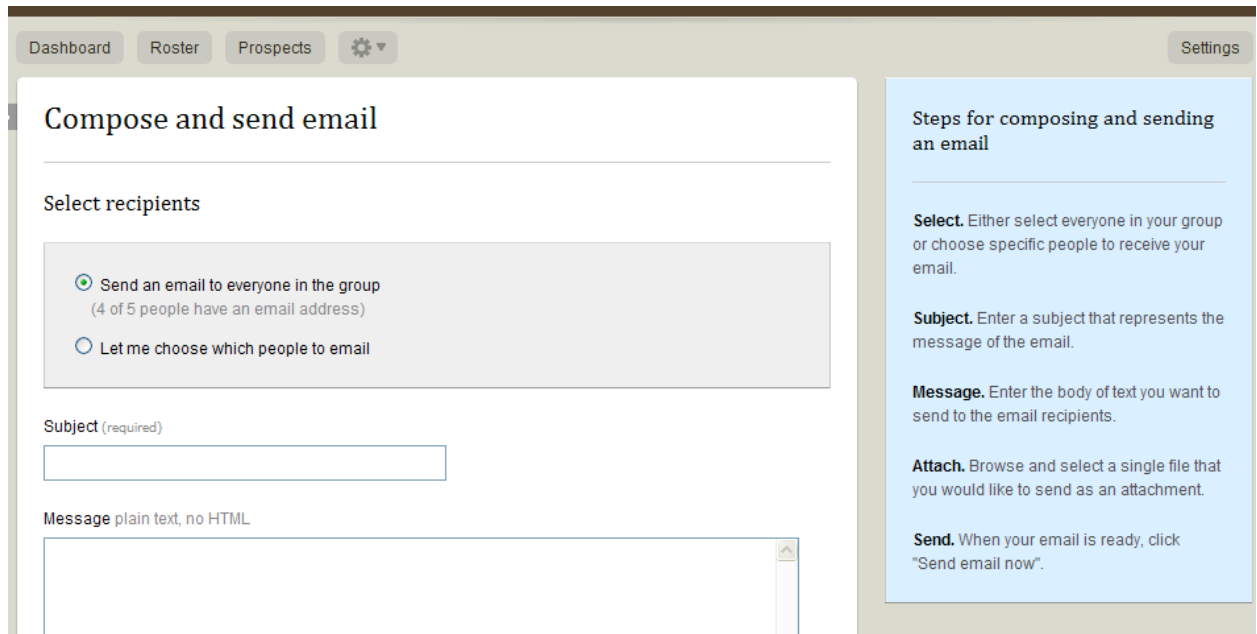 Dashboard
Roster
Prospects
Settings
Compose and send email
Select recipients
Send an email to everyone in the group
(4 of 5 people have an email address)
Let me choose which people to email
Subject (required)
Message plain text, no HTML
Steps for composing and sending
an email
Select. Either select everyone in your group
or choose specific people to receive your
email.
Subject. Enter a subject that represents the
message of the email.
Message. Enter the body of text you want to
send to the email recipients.
Attach. Browse and select a single file that
you would like to send as an attachment.
Send. When your email is ready, click
"Send email now".